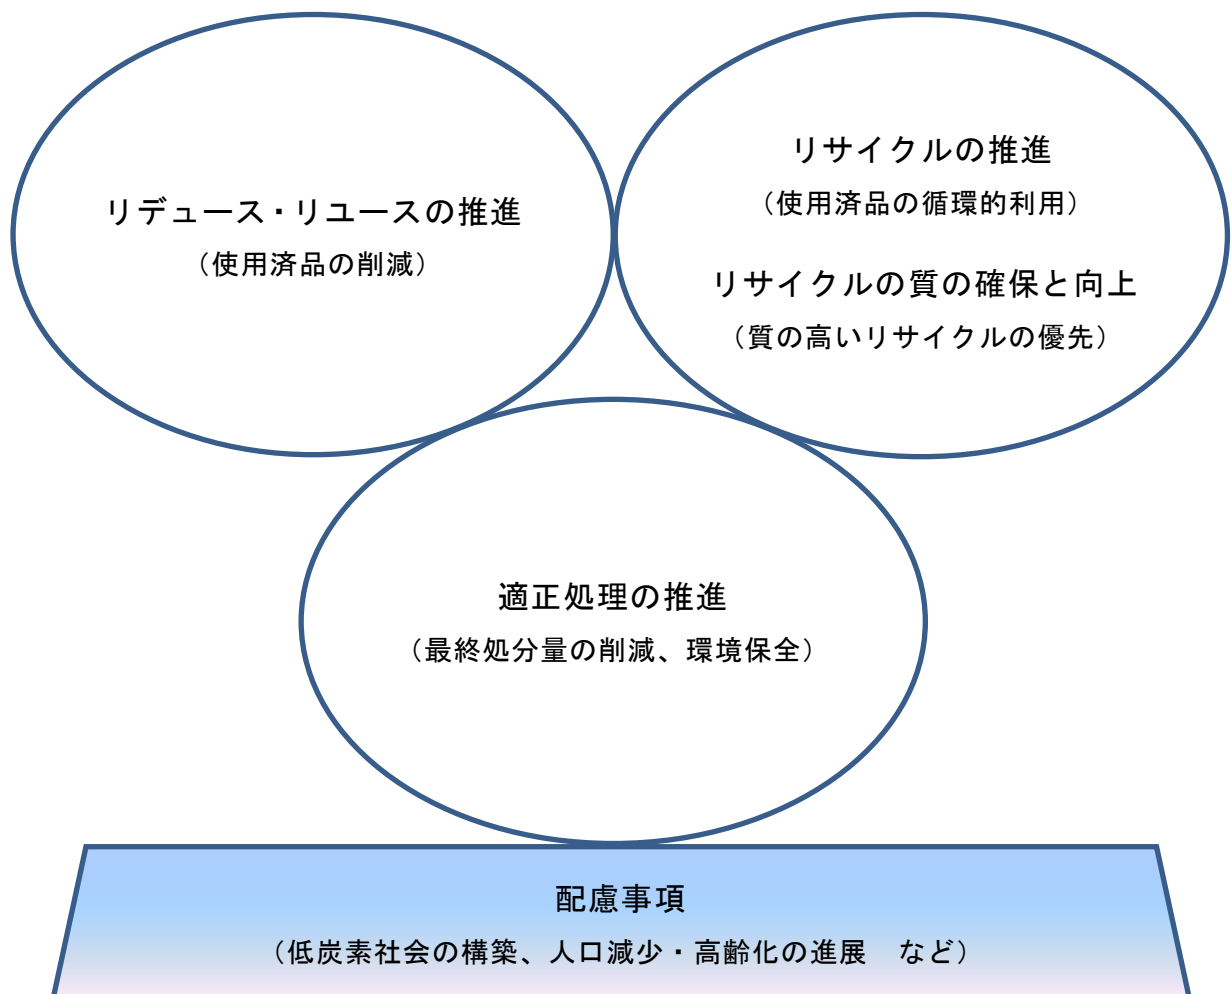 リデュース・リユースの推進
（使用済品の削減）
リサイクルの推進
（使用済品の循環的利用）
リサイクルの質の確保と向上
（質の高いリサイクルの優先）
適正処理の推進
（最終処分量の削減、環境保全）
配慮事項
（低炭素社会の構築、人口減少・高齢化の進展　など）